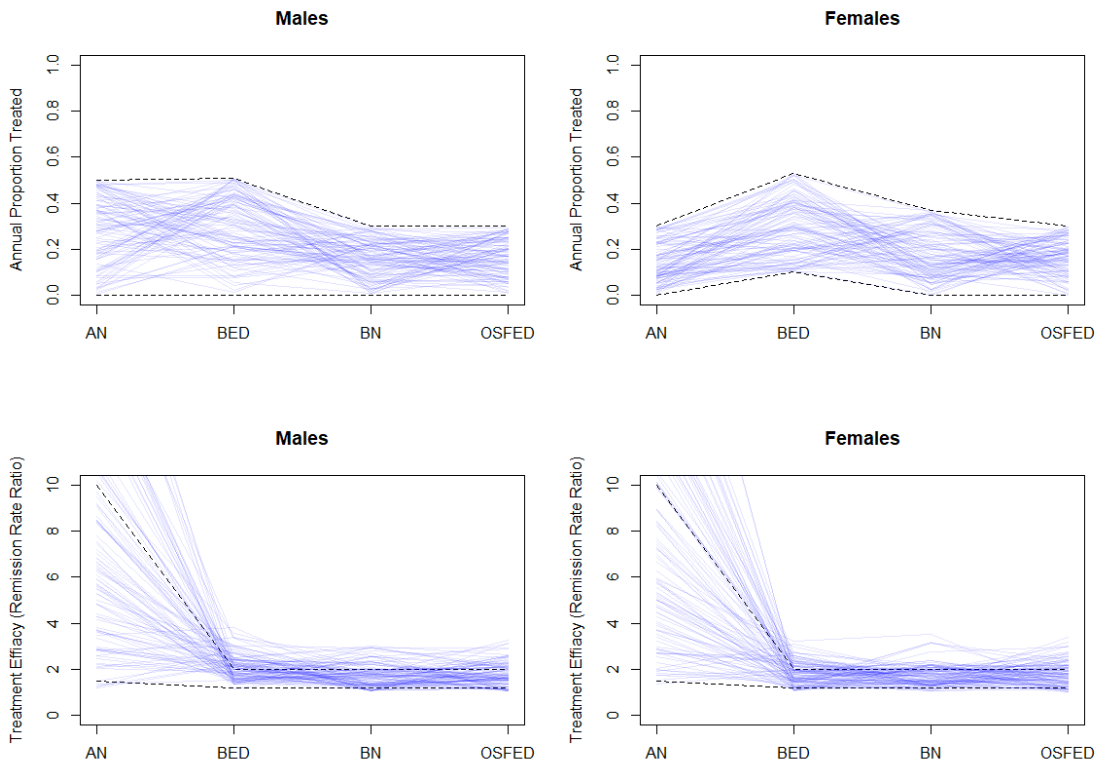 Males
Females
Annual Proportion Treated
1.0
0.8
0.6
0.4
0.2
0.0
AN BED BN OSFED
Annual Proportion Treated
1.0
0.8
0.6
0.4
0.2
0.0
AN BED BN OSFED
Males
Females
Treatment Effiacy (Remission Rate Ratio)
10
8
6
4
2
0
AN BED BN OSFED
Treatment Effiacy (Remission Rate Ratio)
10
8
6
4
2
0
AN BED BN OSFED